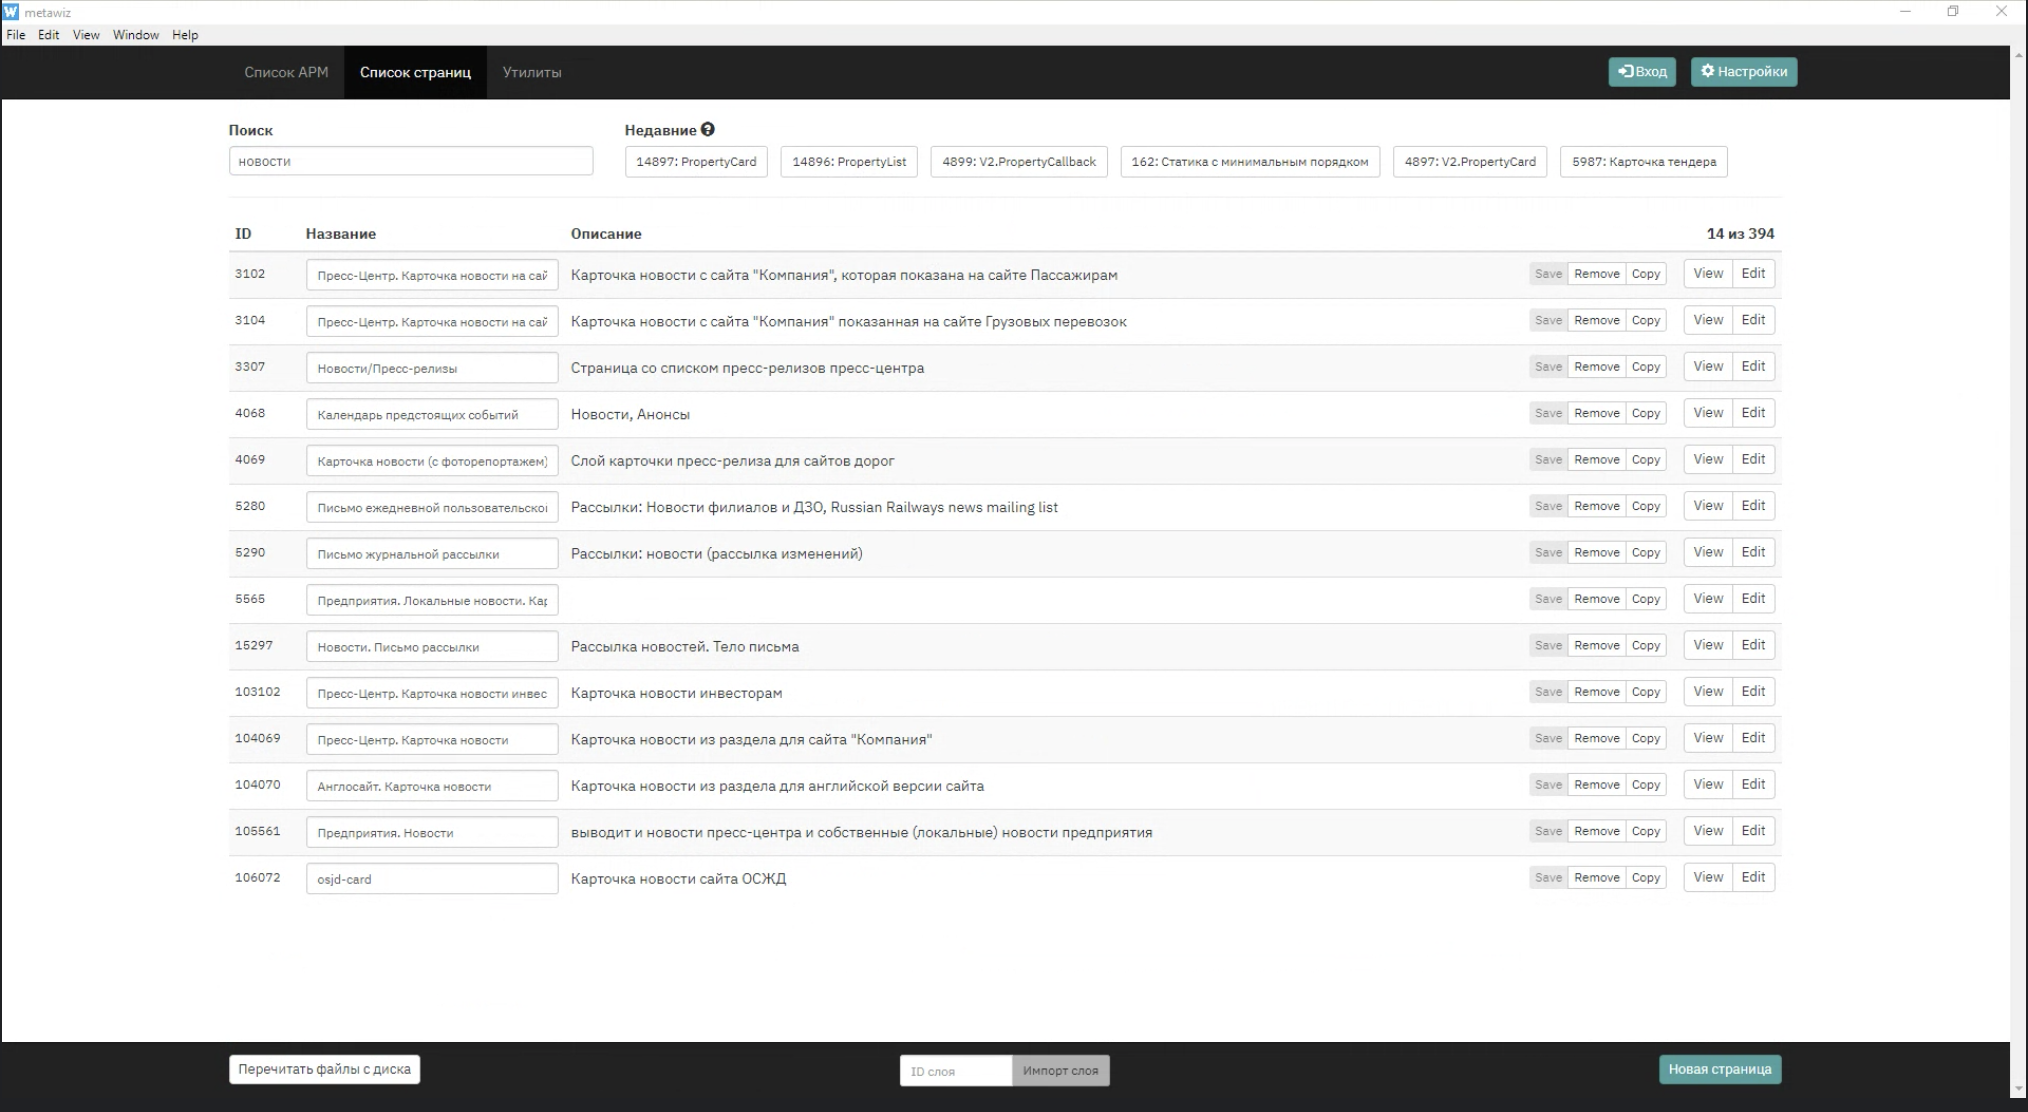 metawiz
File Edit View Window Help
Список АРМ Список страниц Утилиты Вход Настройки
Поиск Недавние
новости 14897: PropertyCard 14896: PropertyList 4899: V2.PropertyCallback 162: Статика с минимальным порядком 4897: V2.PropertyCard 5987: Карточка тендера
ID Название Описание 14 из 394
3102 Пресс-Центр. Карточка новости на сай Карточка новости с сайта "Компания", которая показана на сайте Пассажирам Save Remove Copy View Edit
3104 Пресс-Центр. Карточка новости на сай Карточка новости с сайта "Компания" показанная на сайте Грузовых перевозок Save Remove Copy View Edit
3307 Новости/Пресс-релизы Страница со списком пресс-релизов пресс-центра Save Remove Copy View Edit
4068 Календарь предстоящих событий Новости, Анонсы Save Remove Copy View Edit
4069 Карточка новости (с фоторепортажем) Слой карточки пресс-релиза для сайтов дорог Save Remove Copy View Edit
5280 Письмо ежедневной пользовательской Рассылки: Новости филиалов и ДЗО, Russian Railways news mailing list Save Remove Copy View Edit
5290 Письмо журнальной рассылки Рассылки: новости (рассылка изменений) Save Remove Copy View Edit
5565 Предприятия. Локальные новости. Кар Save Remove Copy View Edit
15297 Новости. Письмо рассылки Рассылка новостей. Тело письма Save Remove Copy View Edit
103102 Пресс-Центр. Карточка новости инвес Карточка новости инвесторам Save Remove Copy View Edit
104069 Пресс-Центр. Карточка новости Карточка новости из раздела для сайта "Компания" Save Remove Copy View Edit
104070 Англосайт. Карточка новости Карточка новости из раздела для английской версии сайта Save Remove Copy View Edit
105561 Предприятия. Новости выводит и новости пресс-центра и собственные (локальные) новости предприятия Save Remove Copy View Edit
106072 osjd-card Карточка новости сайта ОСЖД Save Remove Copy View Edit
Перечитать файлы с диска ID слоя Импорт слоя Новая страница